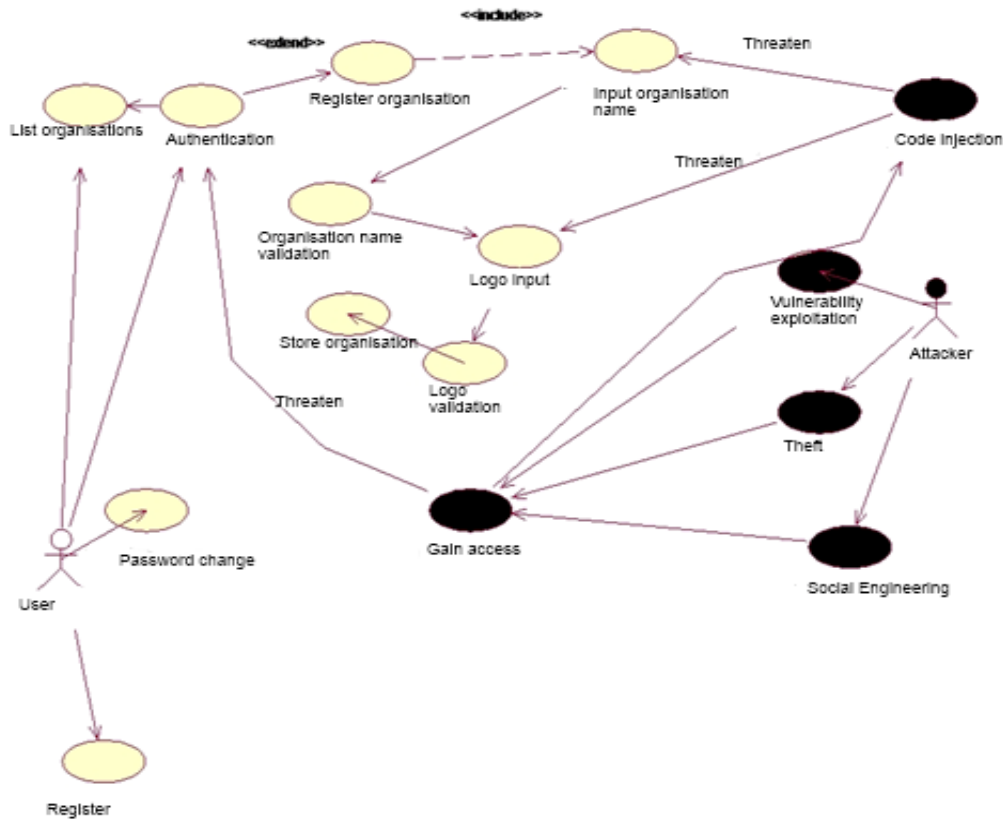 <<include>>
<<extend>>
Threaten
Register organisation
Input organisation
name
List organisations
Authentication
Code injection
Threaten
Organisation name
validation
Logo input
Vulnerability
exploitation
Store organisation
Attacker
Logo
validation
Threaten
Theft
Gain access
Password change
Social Engineering
User
Register